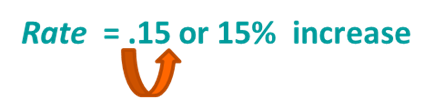 Rate = .15 or 15% increase